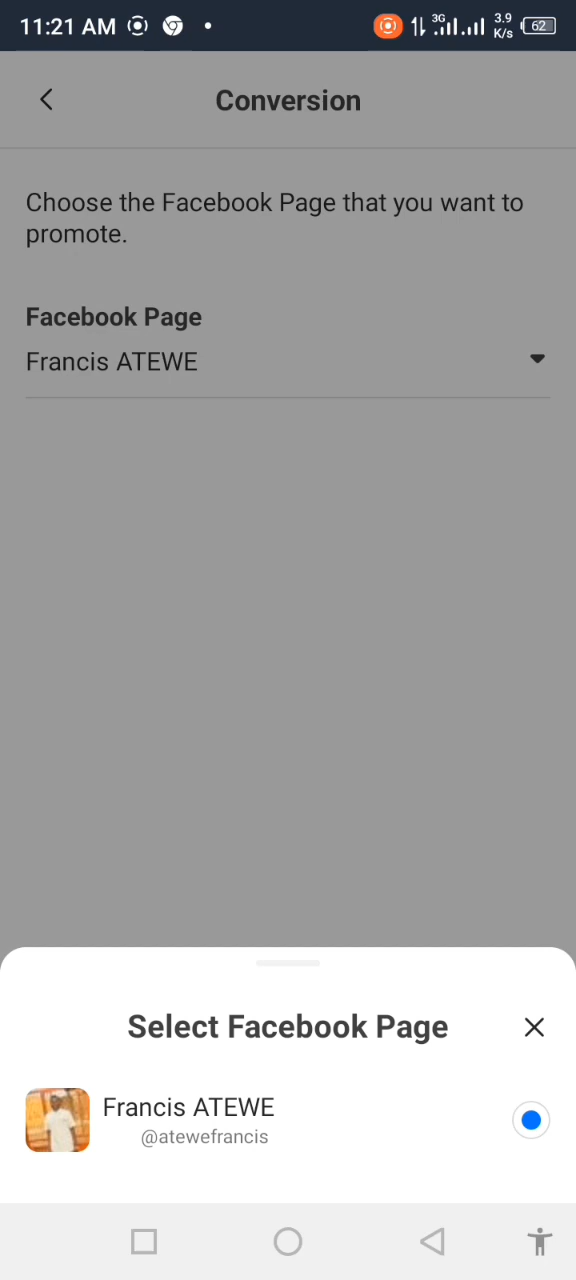 11:21 AM
3G
3.9
K/s
62
Conversion
Choose the Facebook Page that you want to
promote.
Facebook Page
Francis ATEWE
Select Facebook Page
Francis ATEWE
@atewefrancis